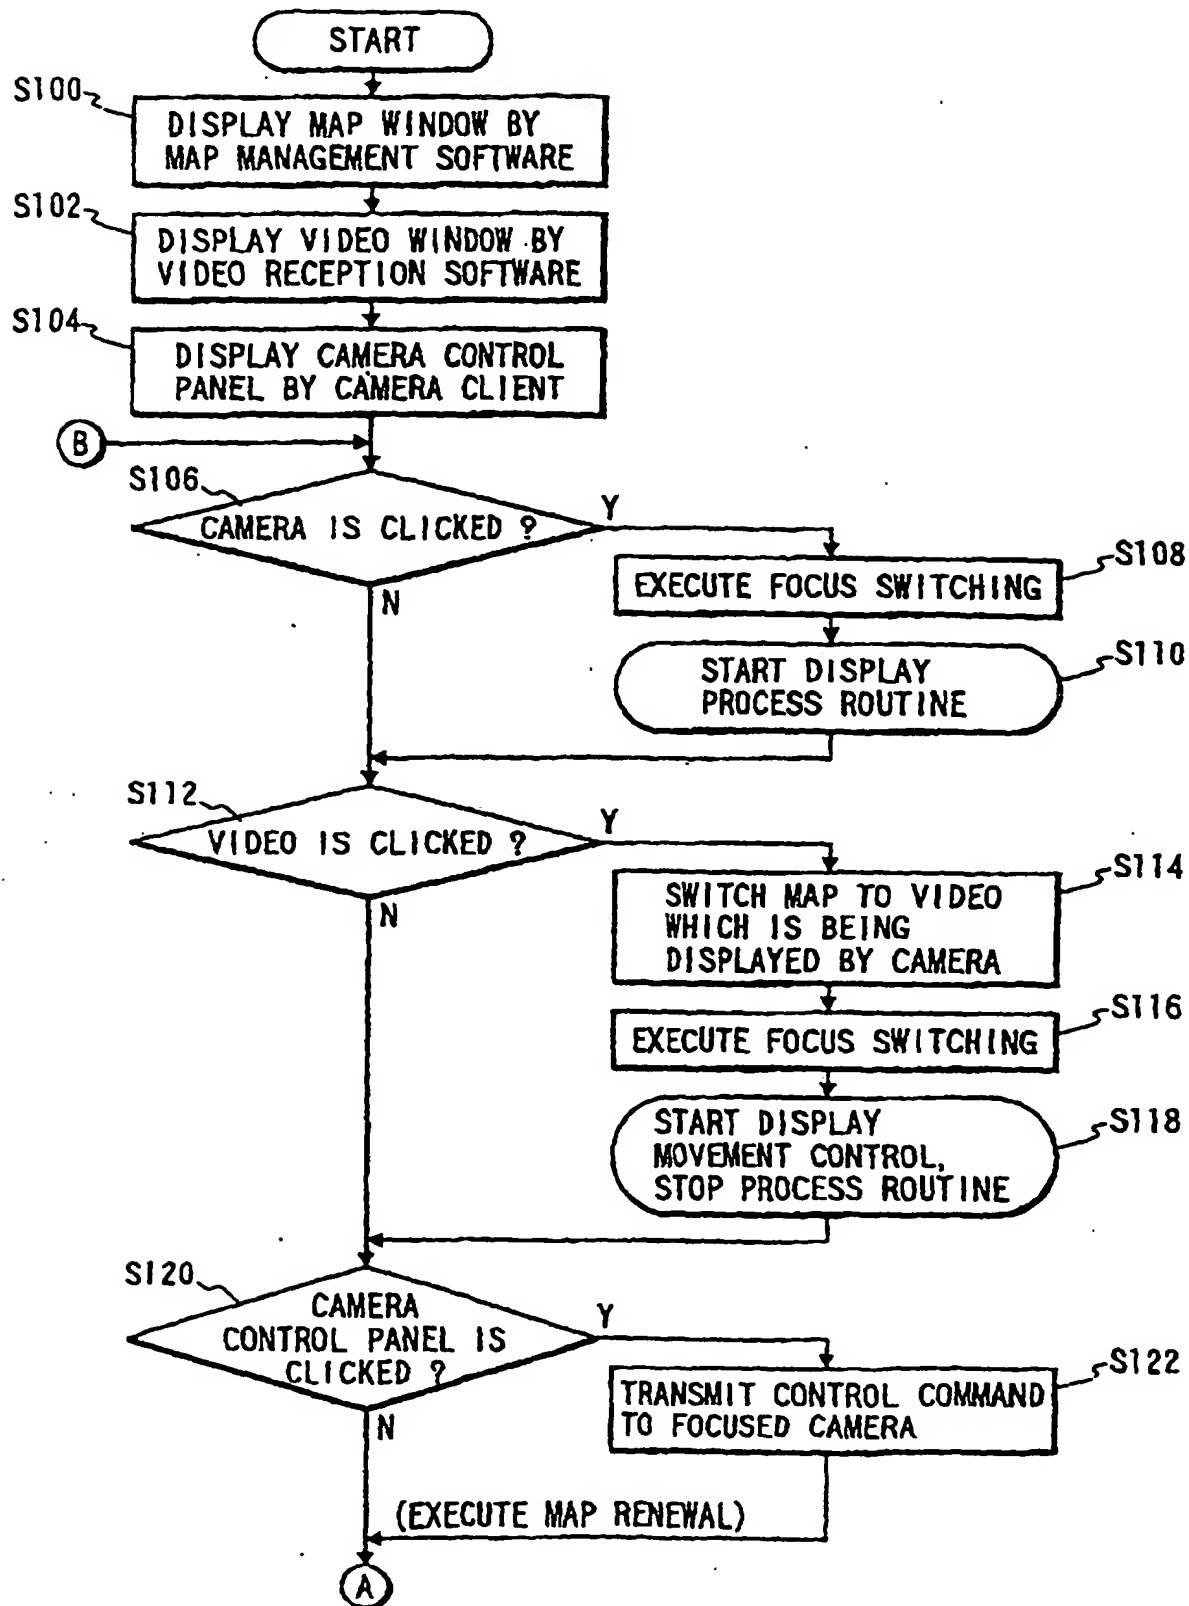 START
S100
DISPLAY MAP WINDOW BY
MAP MANAGEMENT SOFTWARE
S102
DISPLAY VIDEO WINDOW BY
VIDEO RECEPTION SOFTWARE
S104
DISPLAY CAMERA CONTROL
PANEL BY CAMERA CLIENT
B
S106
CAMERA IS CLICKED ?
Y
N
EXECUTE FOCUS SWITCHING
S108
START DISPLAY
PROCESS ROUTINE
S110
S112
VIDEO IS CLICKED ?
Y
N
SWITCH MAP TO VIDEO
WHICH IS BEING
DISPLAYED BY CAMERA
S114
EXECUTE FOCUS SWITCHING
S116
START DISPLAY
MOVEMENT CONTROL,
STOP PROCESS ROUTINE
S118
S120
CAMERA
CONTROL PANEL IS
CLICKED ?
Y
N
TRANSMIT CONTROL COMMAND
TO FOCUSED CAMERA
S122
(EXECUTE MAP RENEWAL)
A